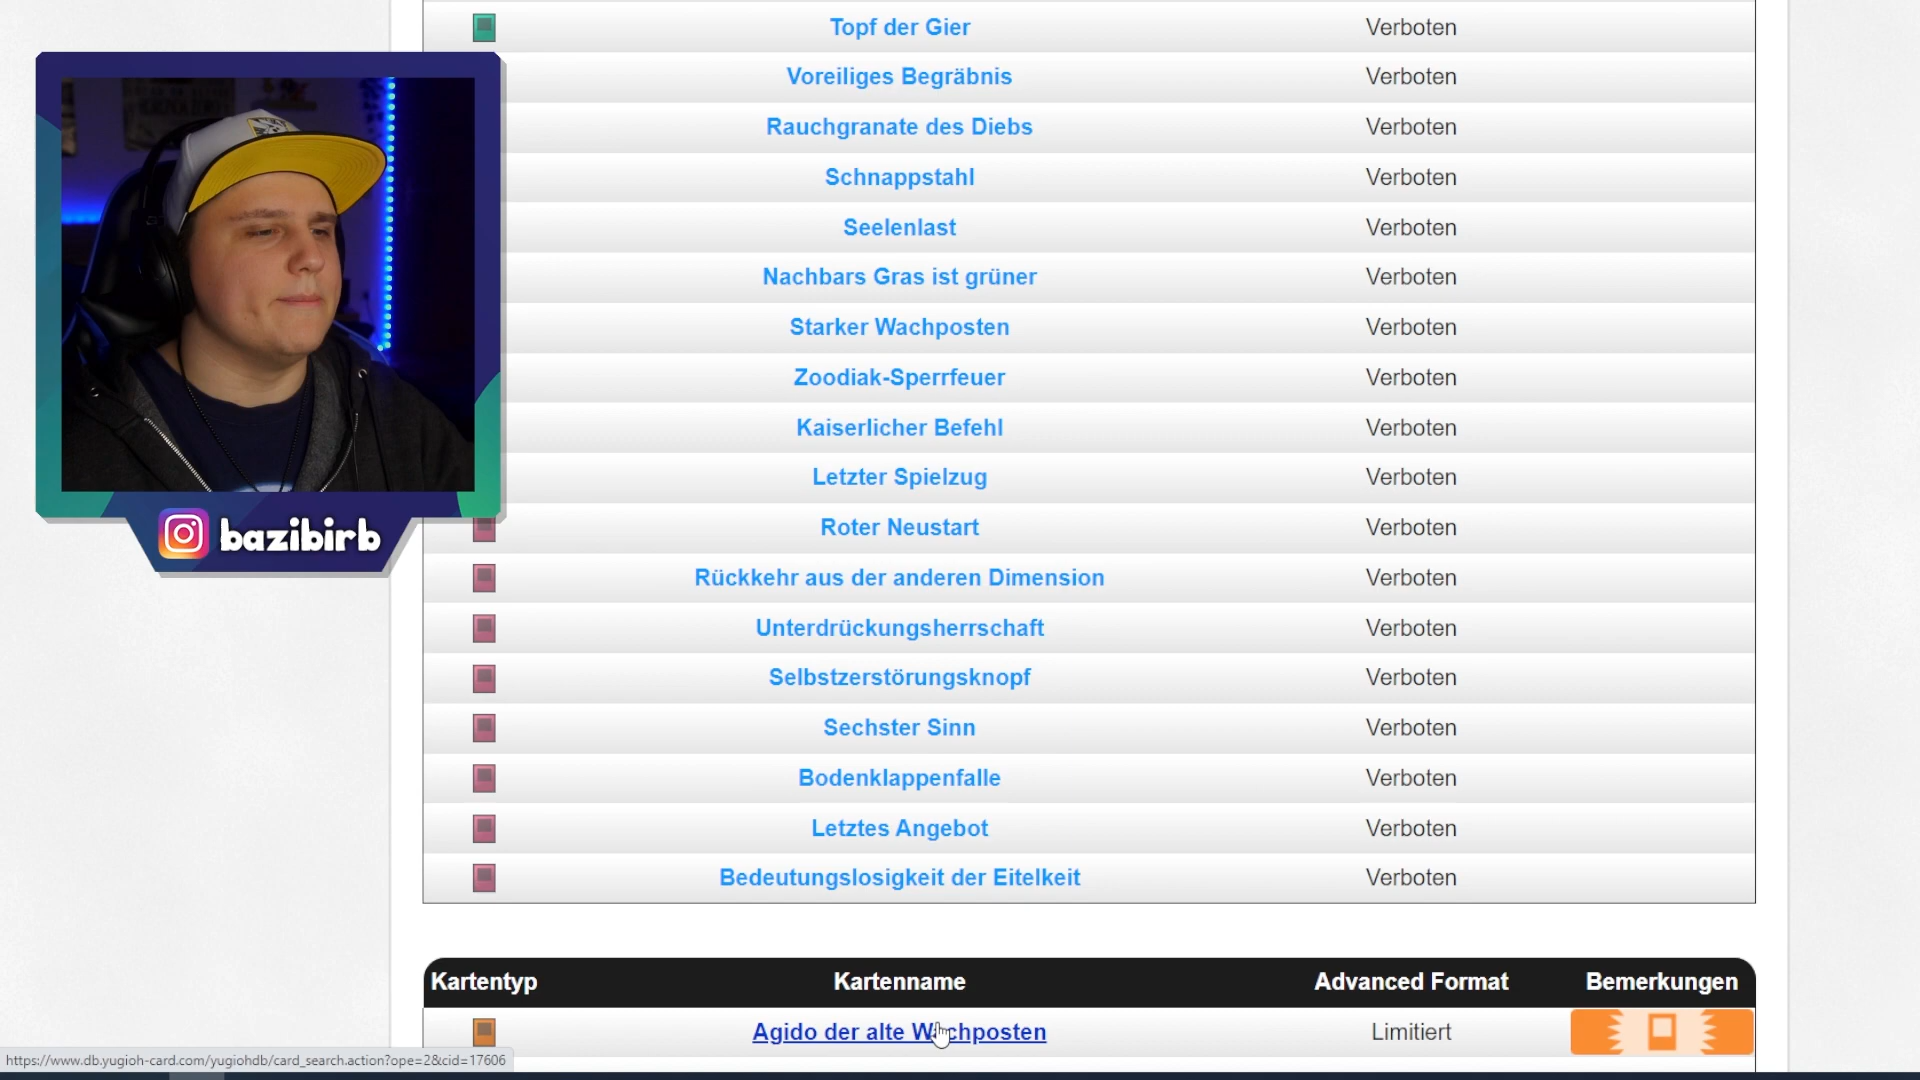 Topf der Gier Verboten
Voreiliges Begräbnis Verboten
Rauchgranate des Diebs Verboten
Schnappstahl Verboten
Seelenlast Verboten
Nachbars Gras ist grüner Verboten
Starker Wachposten Verboten
Zoodiak-Sperrfeuer Verboten
Kaiserlicher Befehl Verboten
Letzter Spielzug Verboten
Roter Neustart Verboten
bazibirb
Rückkehr aus der anderen Dimension Verboten
Unterdrückungsherrschaft Verboten
Selbstzerstörungsknopf Verboten
Sechster Sinn Verboten
Bodenklappenfalle Verboten
Letztes Angebot Verboten
Bedeutungslosigkeit der Eitelkeit Verboten
Kartentyp Kartenname Advanced Format Bemerkungen
Agido der alte Wachposten Limitiert
https://www.db.yugioh-card.com/yugiohdb/card_search.action?ope=2&cid=17606